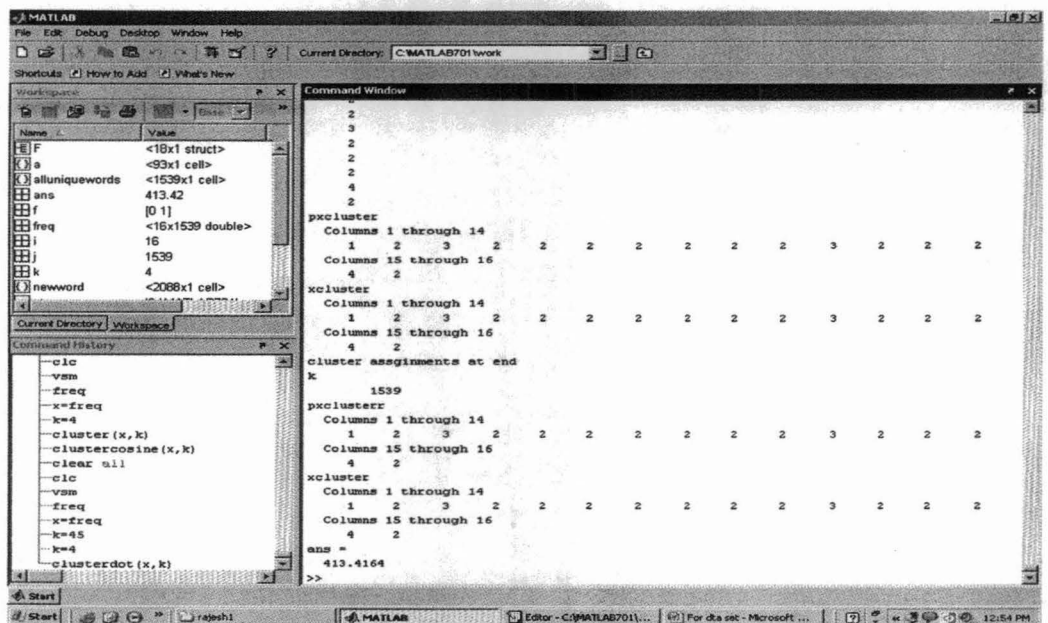 MATLAB
File Edit Debug Desktop Window Help
Current Directory: C:\MATLAB701\work
Shortcuts How to Add What's New
Workspace
Base
Name Value
F <18x1 struct>
a <93x1 cell>
alluniquewords <1539x1 cell>
ans 413.42
f [0 1]
freq <16x1539 double>
i 16
j 1539
k 4
newword <2088x1 cell>
Current Directory Workspace
Command History
clc
vsm
freq
x=freq
k=4
cluster(x,k)
clustercosine(x,k)
clear all
clc
vsm
freq
x=freq
k=45
k=4
clusterdot(x,k)
Command Window
2
3
2
2
2
4
2
pxcluster
Columns 1 through 14
1 2 3 2 2 2 2 2 2 2 3 2 2 2
Columns 15 through 16
4 2
xcluster
Columns 1 through 14
1 2 3 2 2 2 2 2 2 2 3 2 2 2
Columns 15 through 16
4 2
cluster assginments at end
k
1539
pxclusterr
Columns 1 through 14
1 2 3 2 2 2 2 2 2 2 3 2 2 2
Columns 15 through 16
4 2
xcluster
Columns 1 through 14
1 2 3 2 2 2 2 2 2 2 3 2 2 2
Columns 15 through 16
4 2
ans =
413.4164
>>
Start
Start rajesh1 MATLAB Editor - C:\MATLAB701\... For dta set - Microsoft ... 12:54 PM